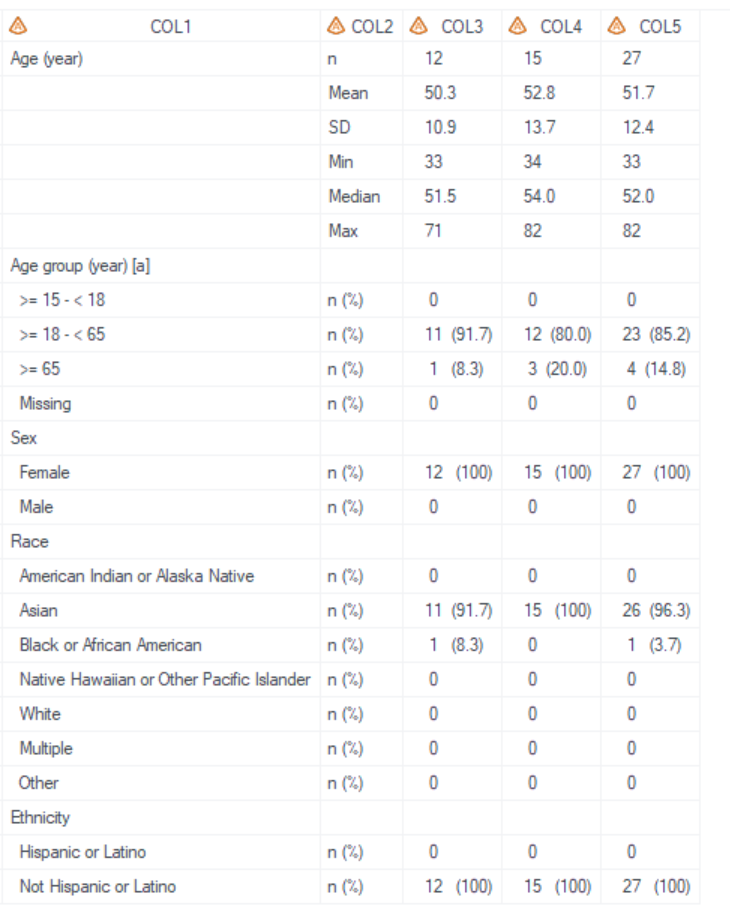 COL1 COL2 COL3 COL4 COL5
Age (year) n 12 15 27
Mean 50.3 52.8 51.7
SD 10.9 13.7 12.4
Min 33 34 33
Median 51.5 54.0 52.0
Max 71 82 82
Age group (year) [a]
>= 15 - < 18 n (%) 0 0 0
>= 18 - < 65 n (%) 11 (91.7) 12 (80.0) 23 (85.2)
>= 65 n (%) 1 (8.3) 3 (20.0) 4 (14.8)
Missing n (%) 0 0 0
Sex
Female n (%) 12 (100) 15 (100) 27 (100)
Male n (%) 0 0 0
Race
American Indian or Alaska Native n (%) 0 0 0
Asian n (%) 11 (91.7) 15 (100) 26 (96.3)
Black or African American n (%) 1 (8.3) 0 1 (3.7)
Native Hawaiian or Other Pacific Islander n (%) 0 0 0
White n (%) 0 0 0
Multiple n (%) 0 0 0
Other n (%) 0 0 0
Ethnicity
Hispanic or Latino n (%) 0 0 0
Not Hispanic or Latino n (%) 12 (100) 15 (100) 27 (100)